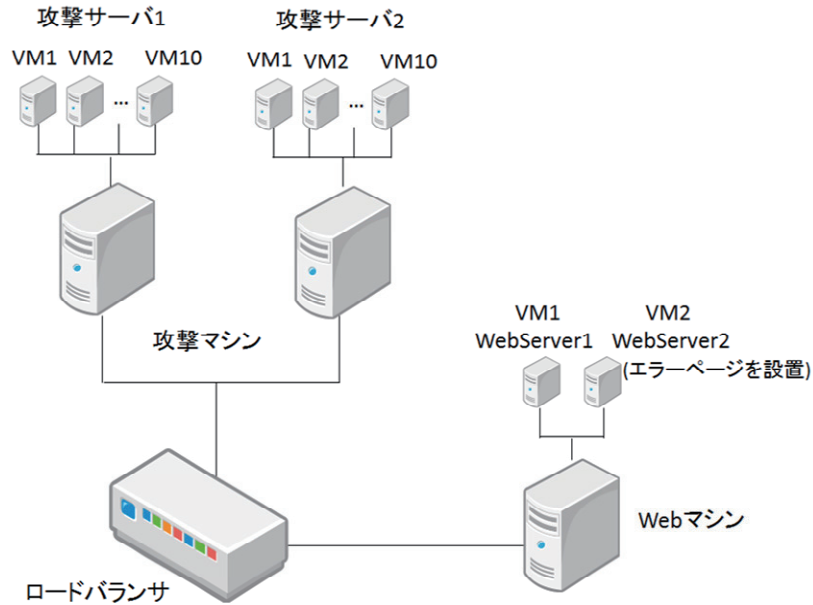 攻撃サーバ1
攻撃サーバ2
VM1 VM2 VM10
...
VM1 VM2 VM10
...
攻撃マシン
VM1
WebServer1
VM2
WebServer2
(エラーページを設置)
Webマシン
ロードバランサ